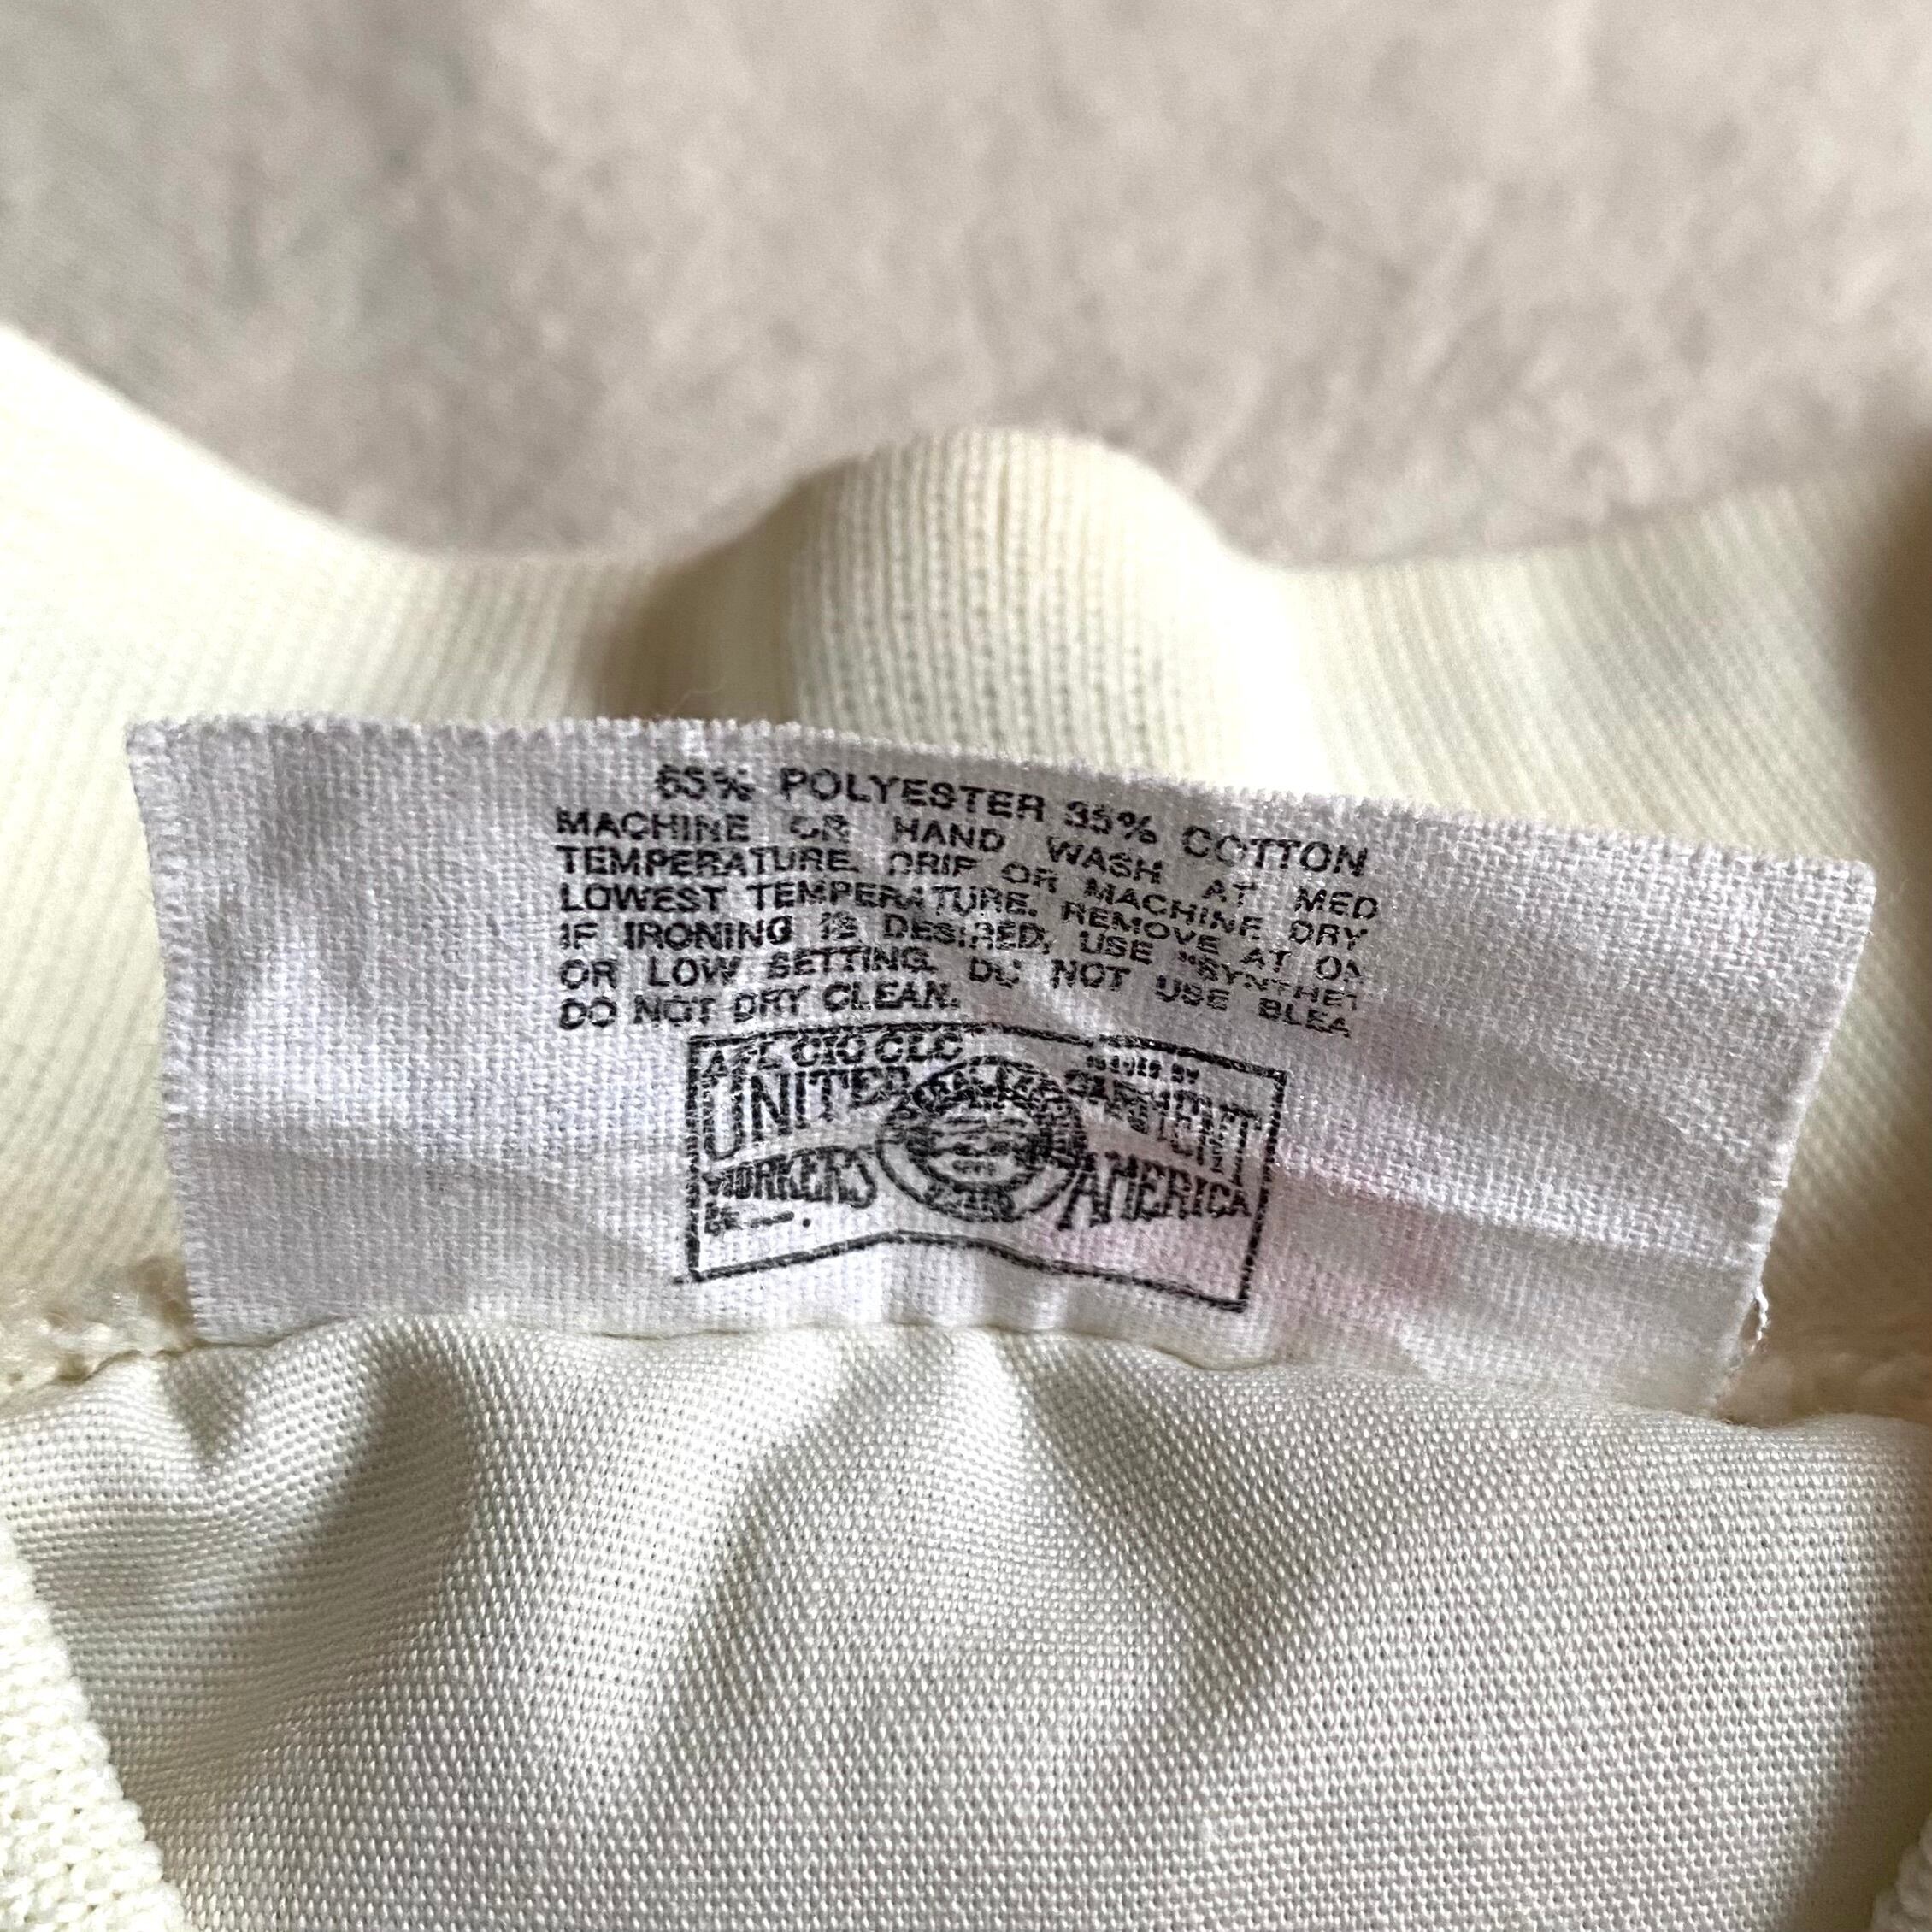 65% POLYESTER 35% COTTON
MACHINE OR HAND WASH AT MED
TEMPERATURE. DRIP OR MACHINE DRY
LOWEST TEMPERATURE. REMOVE AT ON
IF IRONING IS DESIRED, USE "SYNTHET
OR LOW SETTING. DO NOT USE BLEA
DO NOT DRY CLEAN.
AFL CIO CLC ISSUED BY
UNITED GARMENT
WORKERS AMERICA